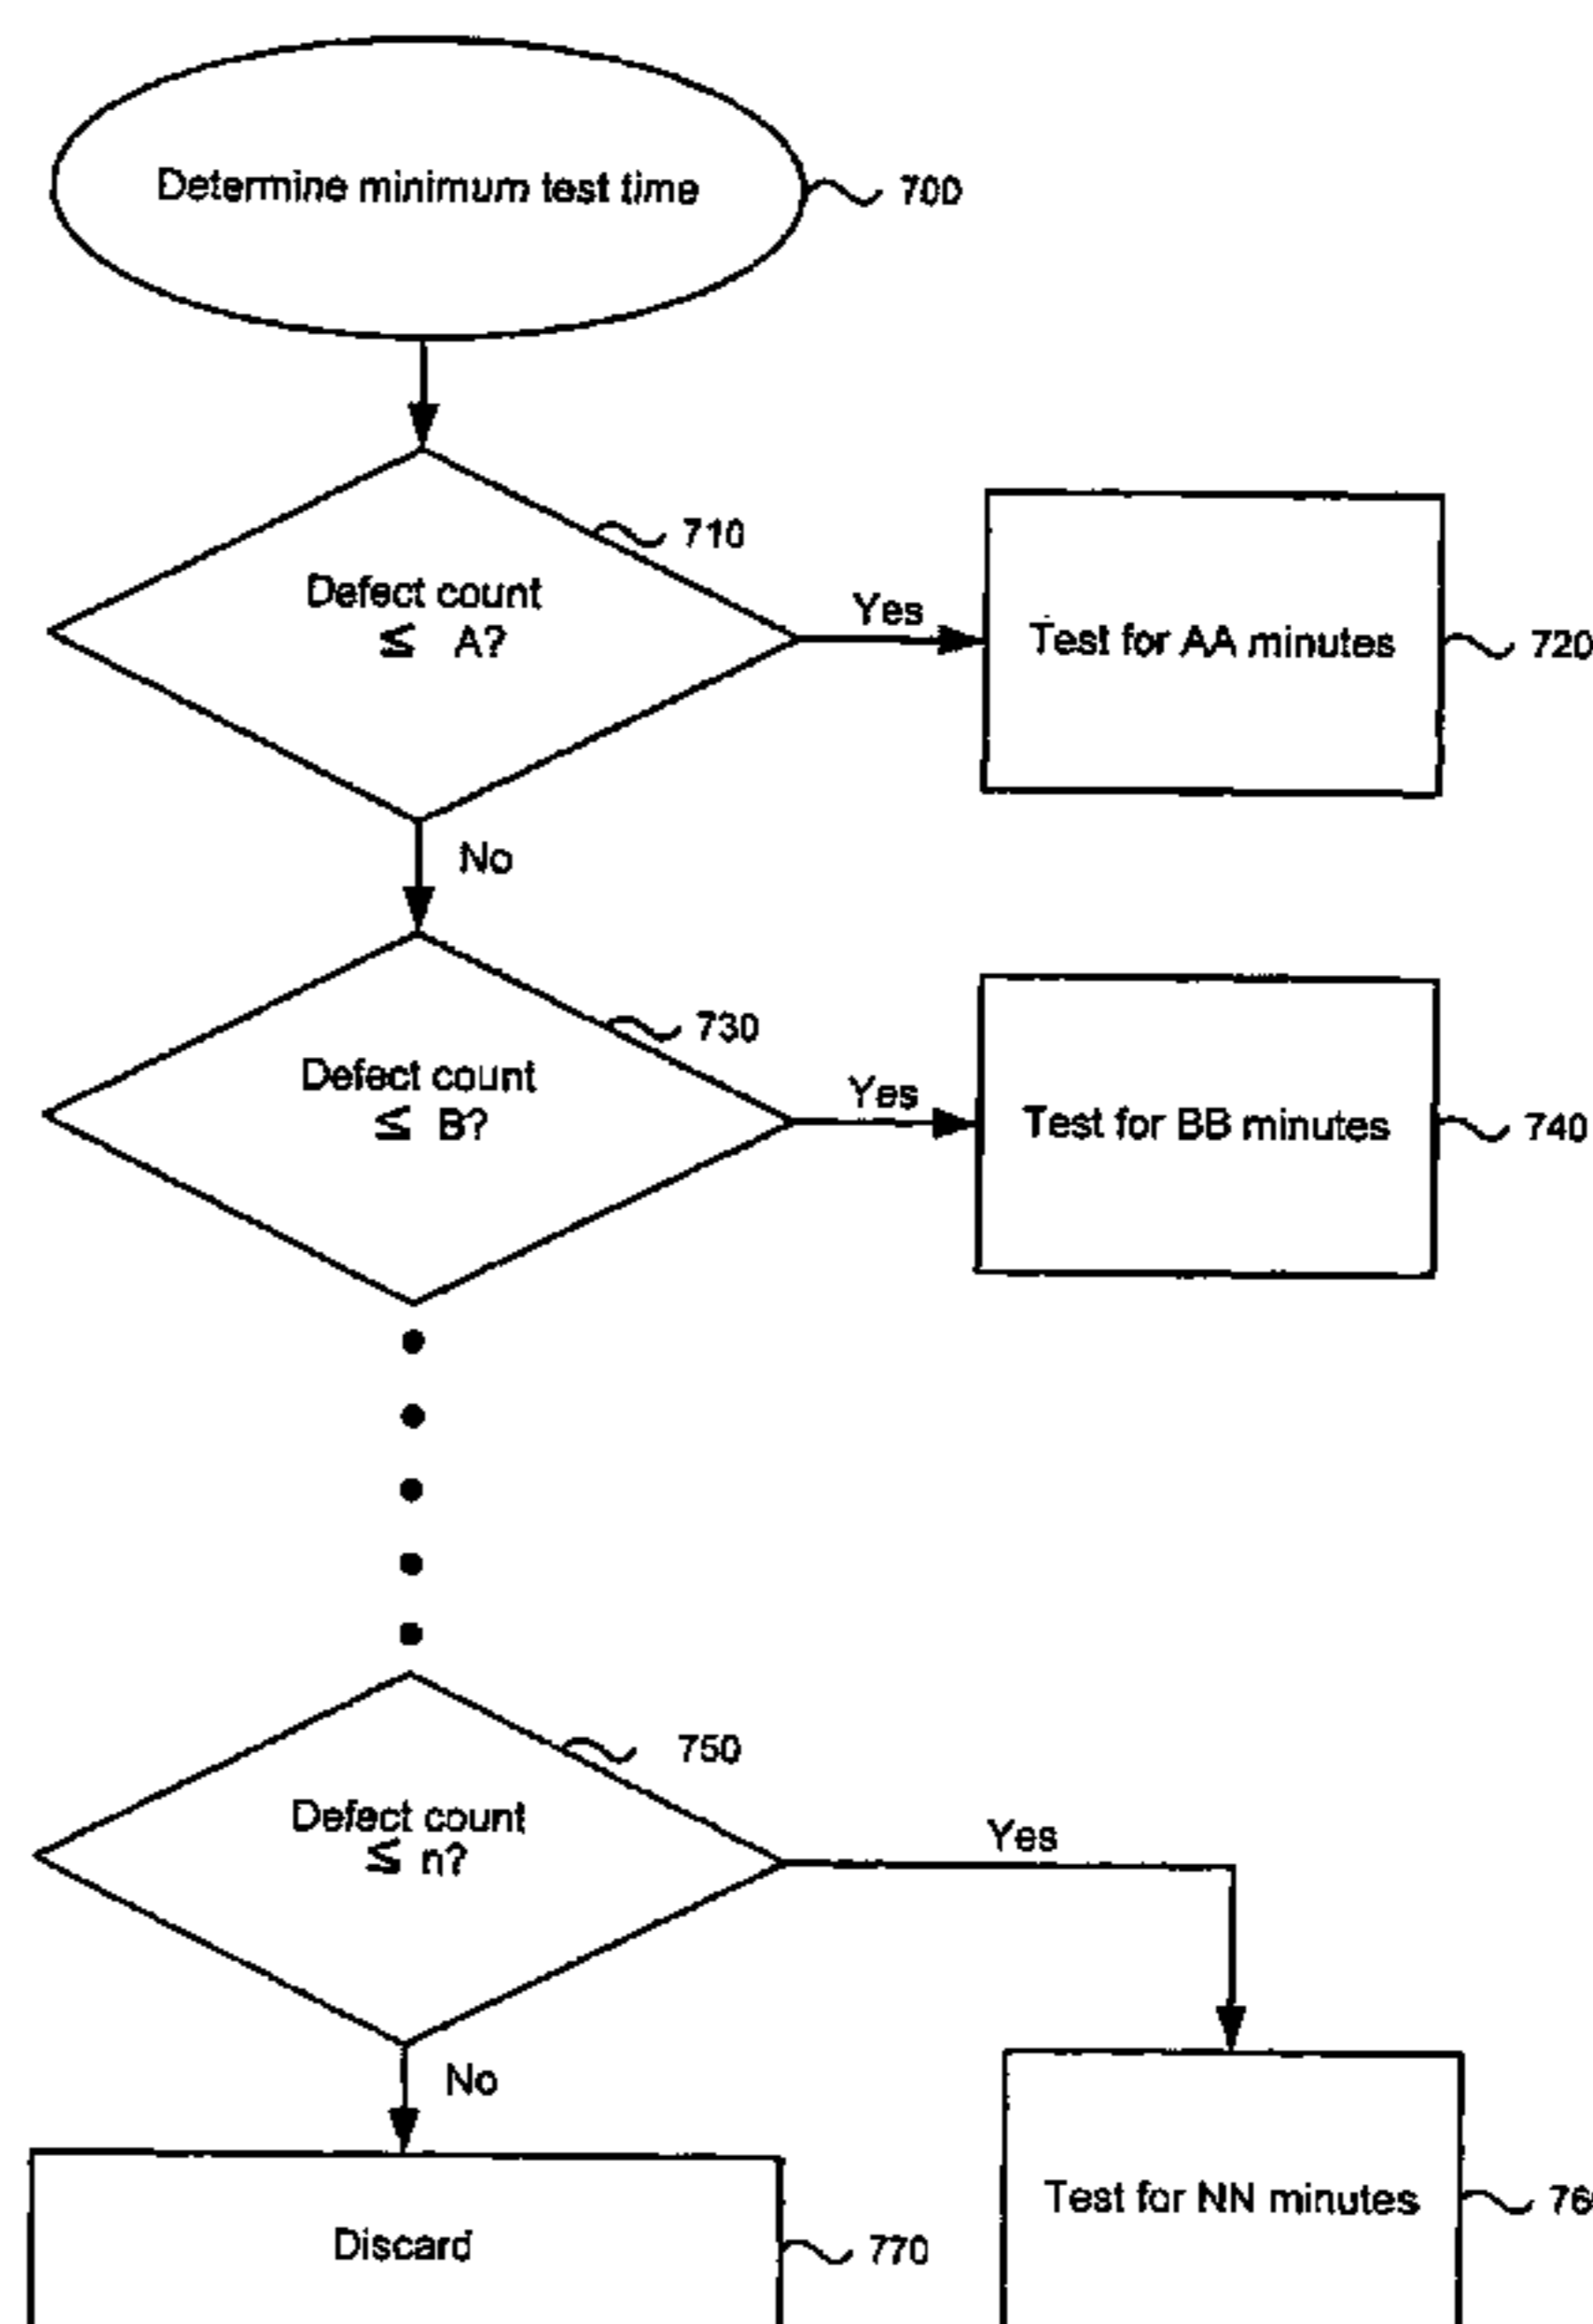 Determine minimum test time
700
710
Defect count
≤ A?
Yes
Test for AA minutes
720
No
730
Defect count
≤ B?
Yes
Test for BB minutes
740
750
Defect count
≤ n?
Yes
No
Test for NN minutes
Discard
770